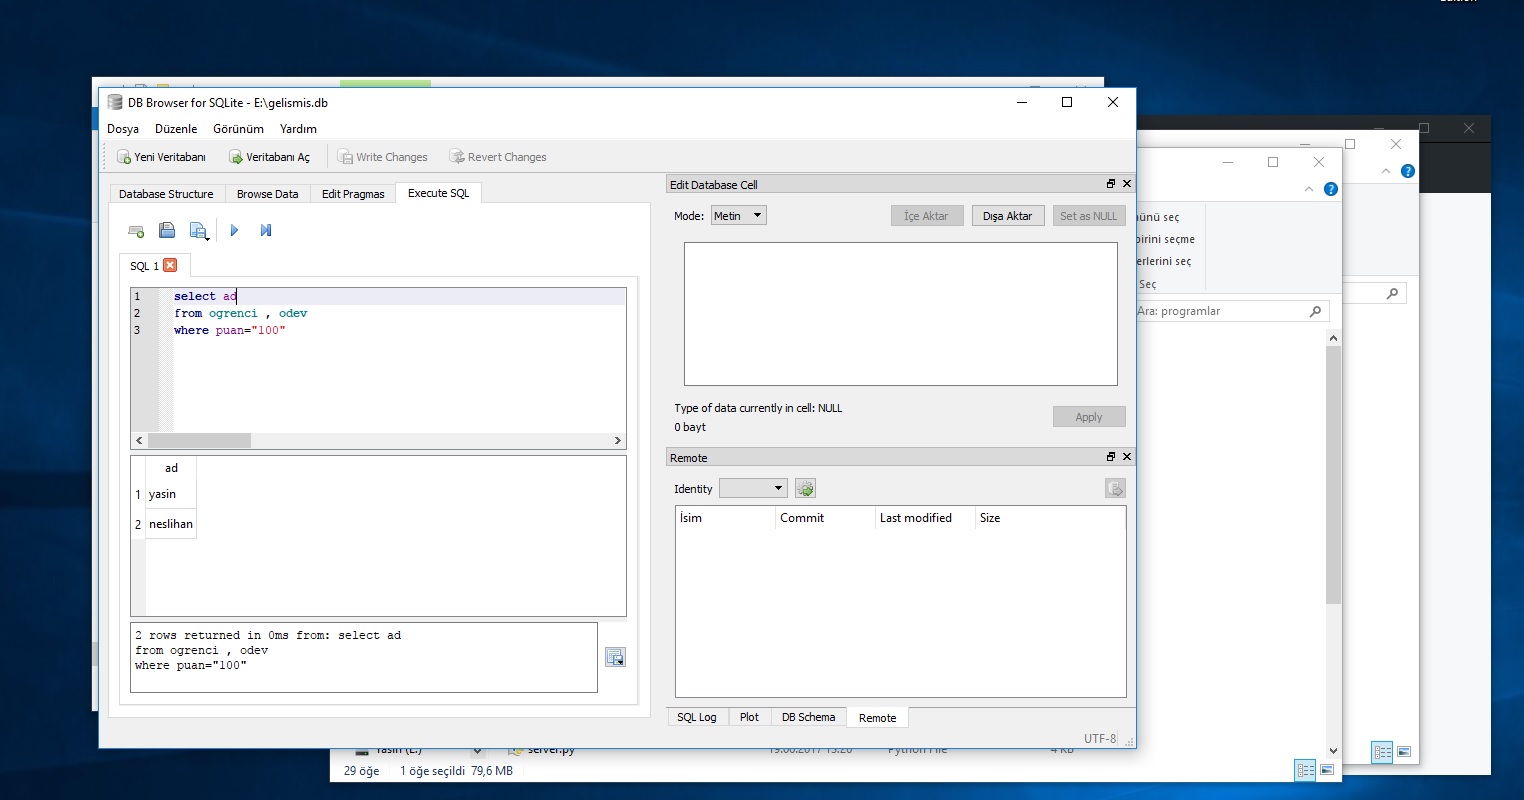 DB Browser for SQLite - E:\gelismis.db
Dosya Düzenle Görünüm Yardım
Yeni Veritabanı Veritabanı Aç Write Changes Revert Changes
Database Structure Browse Data Edit Pragmas Execute SQL
SQL 1
1 select ad
2 from ogrenci , odev
3 where puan="100"
ad
1 yasin
2 neslihan
2 rows returned in 0ms from: select ad
from ogrenci , odev
where puan="100"
Edit Database Cell
Mode: Metin İçe Aktar Dışa Aktar Set as NULL
Type of data currently in cell: NULL
0 bayt
Apply
Remote
Identity
İsim Commit Last modified Size
SQL Log Plot DB Schema Remote
UTF-8
birini seçme
erlerini seç
Seç
Ara: programlar
Yasin (E:) server.py 19.06.2017 15:26 Python File 4 KB
29 öğe 1 öğe seçildi 79,6 MB